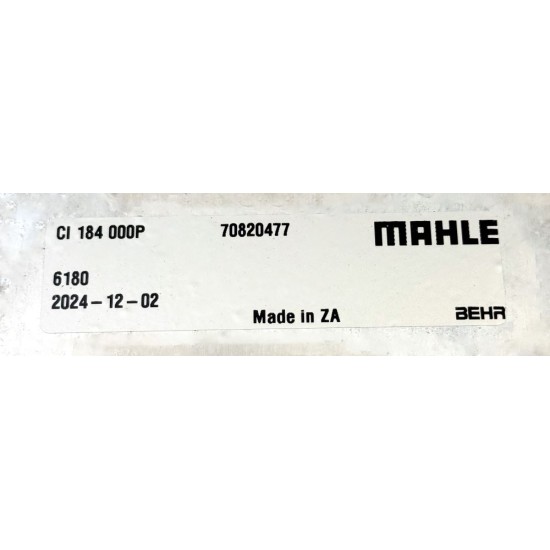 CI 184 000P 70820477 MAHLE
6180
2024-12-02
Made in ZA BEHR